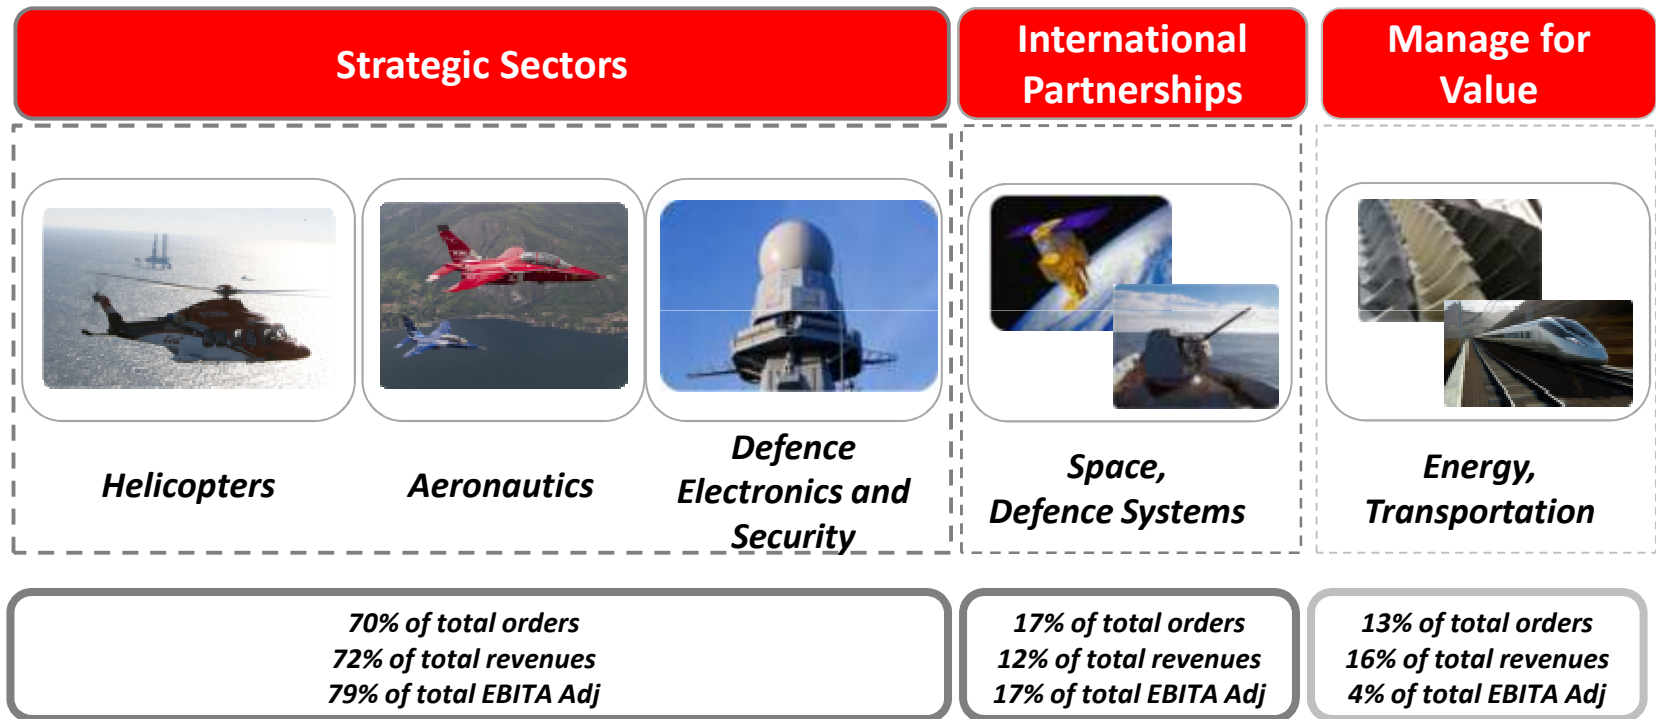 Strategic Sectors
International
Partnerships
Manage for
Value
Helicopters
Aeronautics
Defence
Electronics and
Security
Space,
Defence Systems
Energy,
Transportation
70% of total orders
72% of total revenues
79% of total EBITA Adj
17% of total orders
12% of total revenues
17% of total EBITA Adj
13% of total orders
16% of total revenues
4% of total EBITA Adj